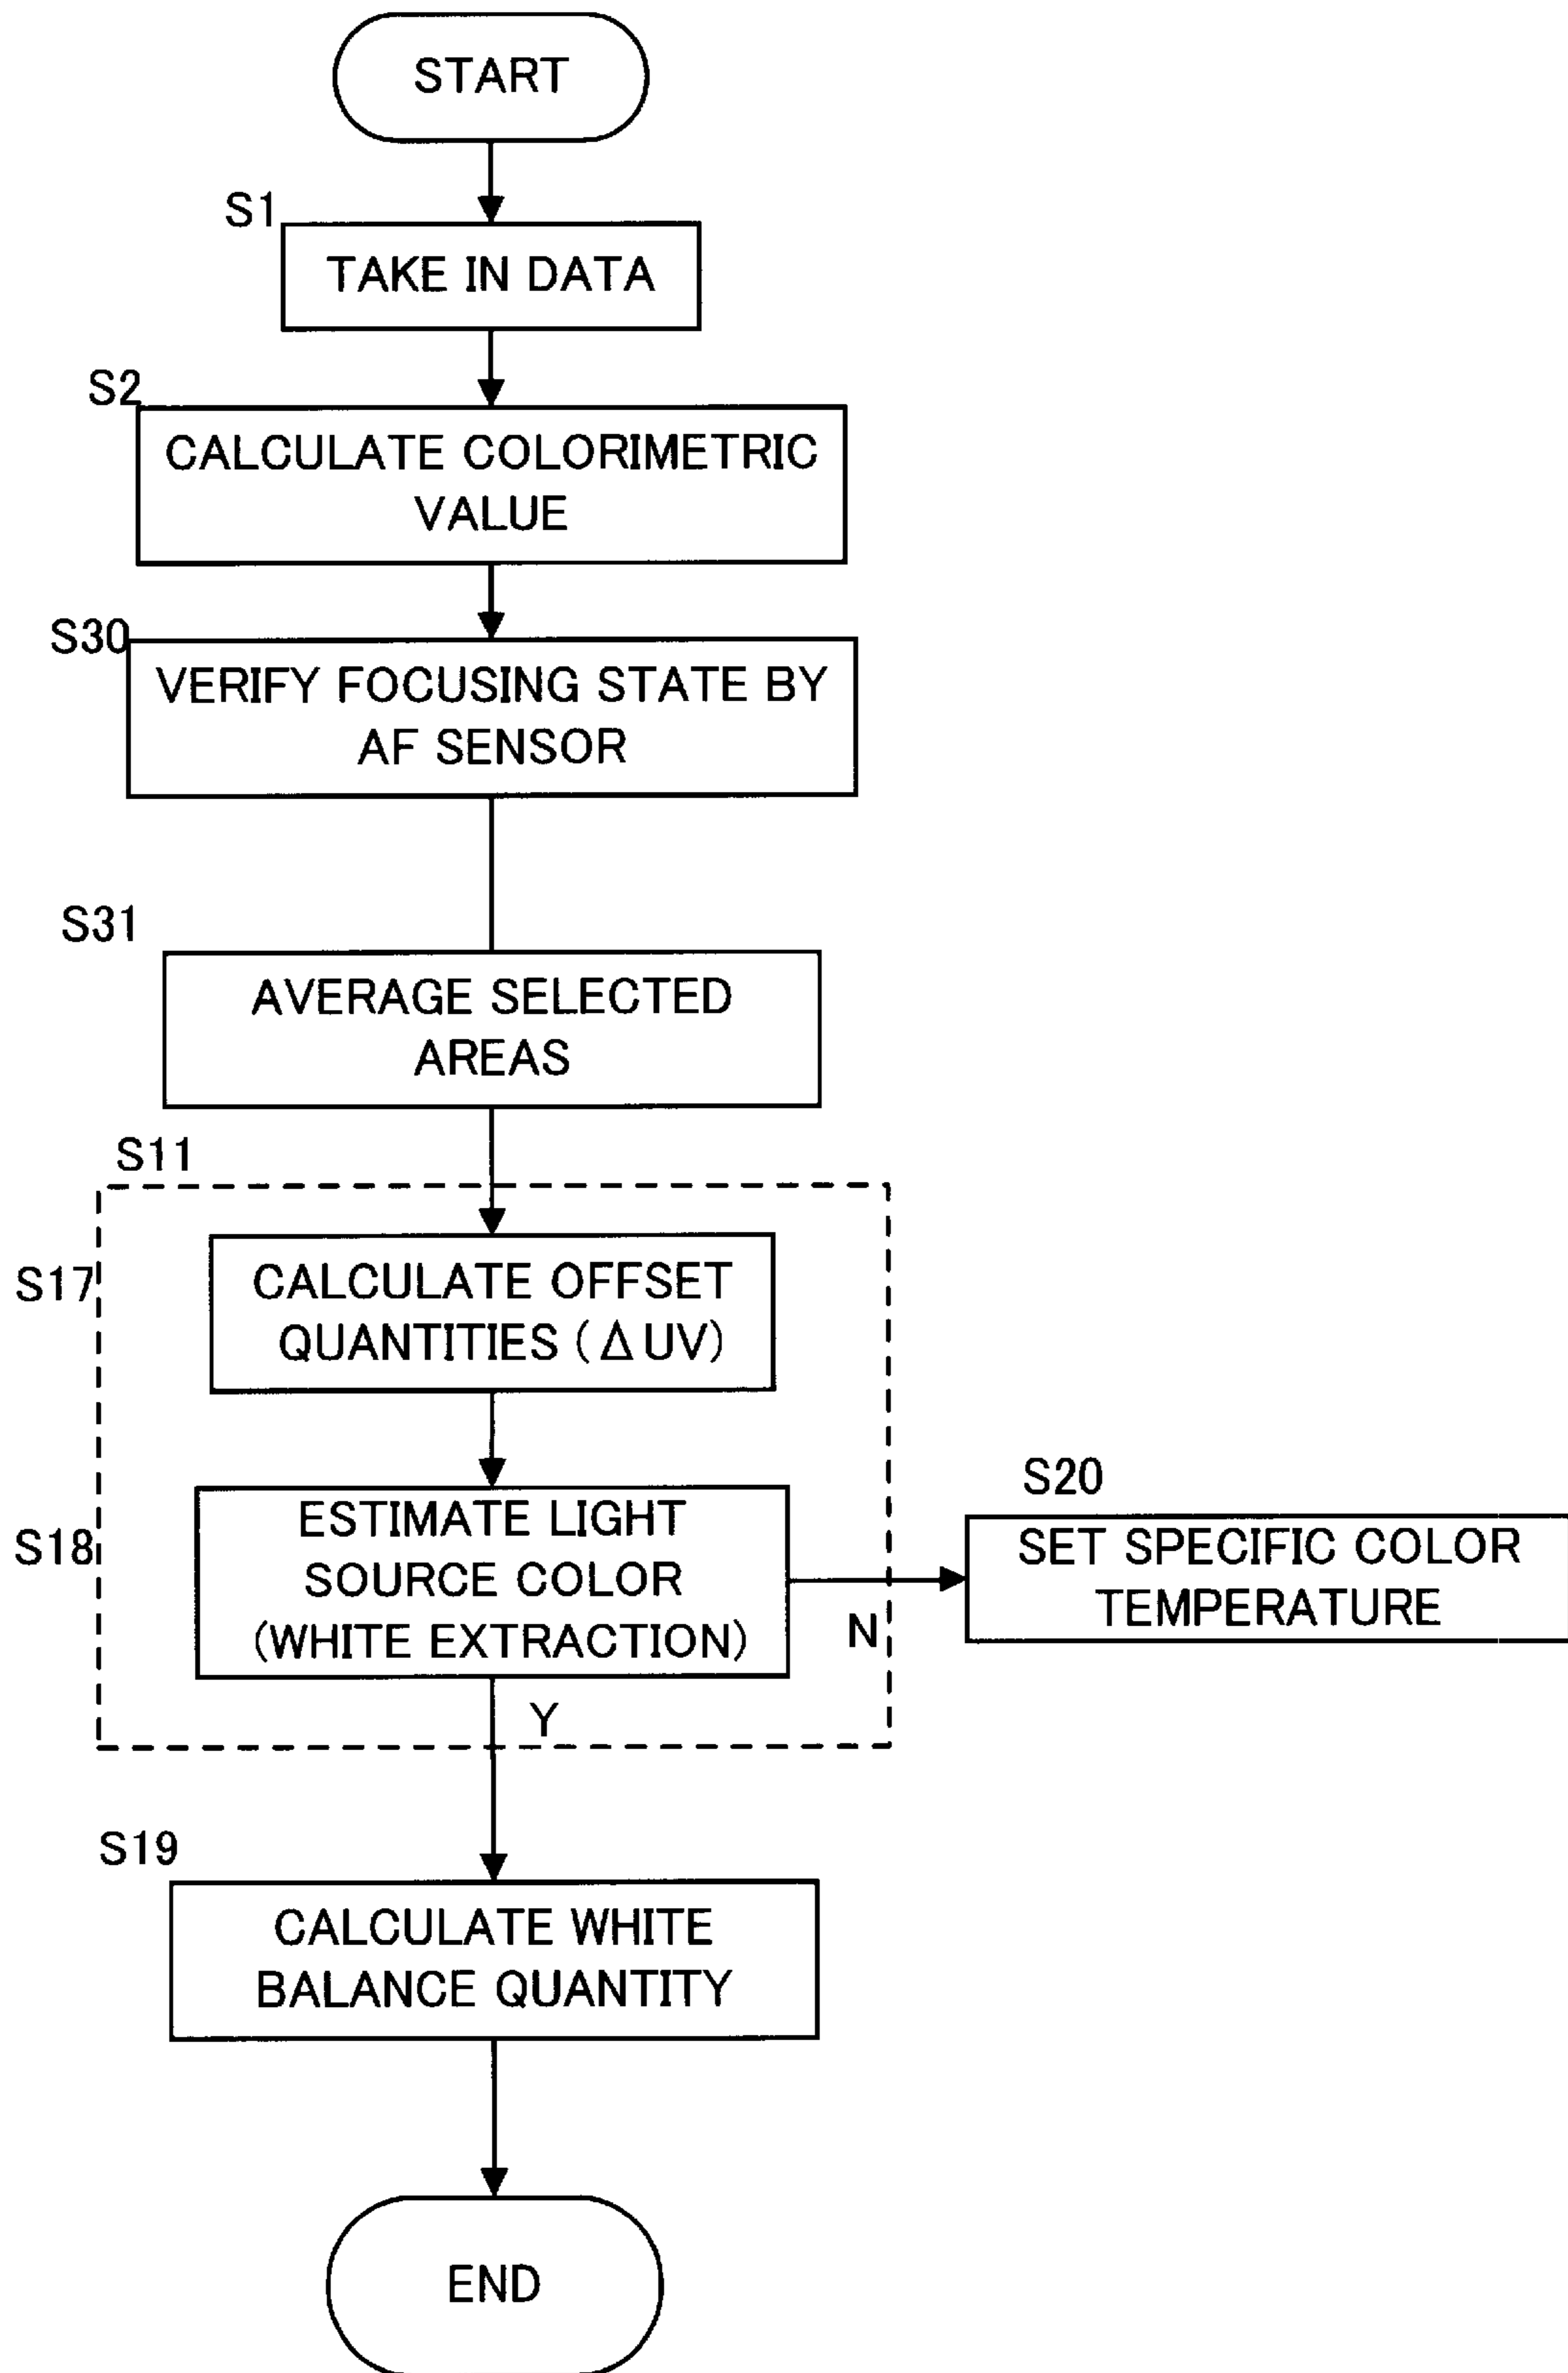 START
S1
TAKE IN DATA
S2
CALCULATE COLORIMETRIC
VALUE
S30
VERIFY FOCUSING STATE BY
AF SENSOR
S31
AVERAGE SELECTED
AREAS
S11
S17
CALCULATE OFFSET
QUANTITIES (ΔUV)
S18
ESTIMATE LIGHT
SOURCE COLOR
(WHITE EXTRACTION)
N
S20
SET SPECIFIC COLOR
TEMPERATURE
Y
S19
CALCULATE WHITE
BALANCE QUANTITY
END